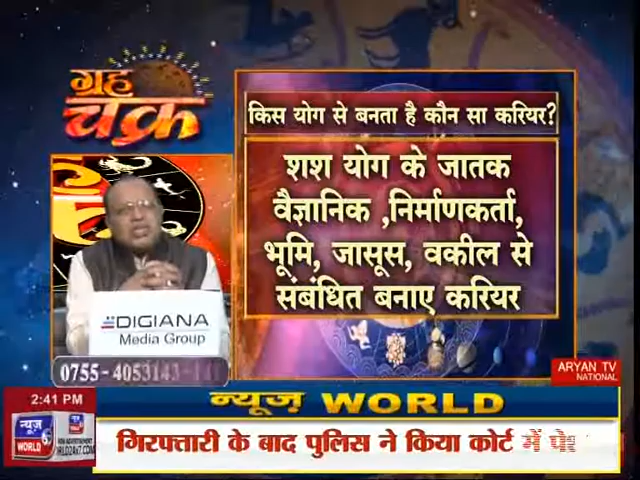 ग्रह
चक्र
किस योग से बनता है कौन सा करियर?
शश योग के जातक
वैज्ञानिक ,निर्माणकर्ता,
भूमि, जासूस, वकील से
संबंधित बनाए करियर
DIGIANA
Media Group
0755-4053143
ARYAN TV
NATIONAL
2:41 PM
न्यूज़ WORLD
न्यूज़
WORLD
गिरफ्तारी के बाद पुलिस ने किया कोर्ट में